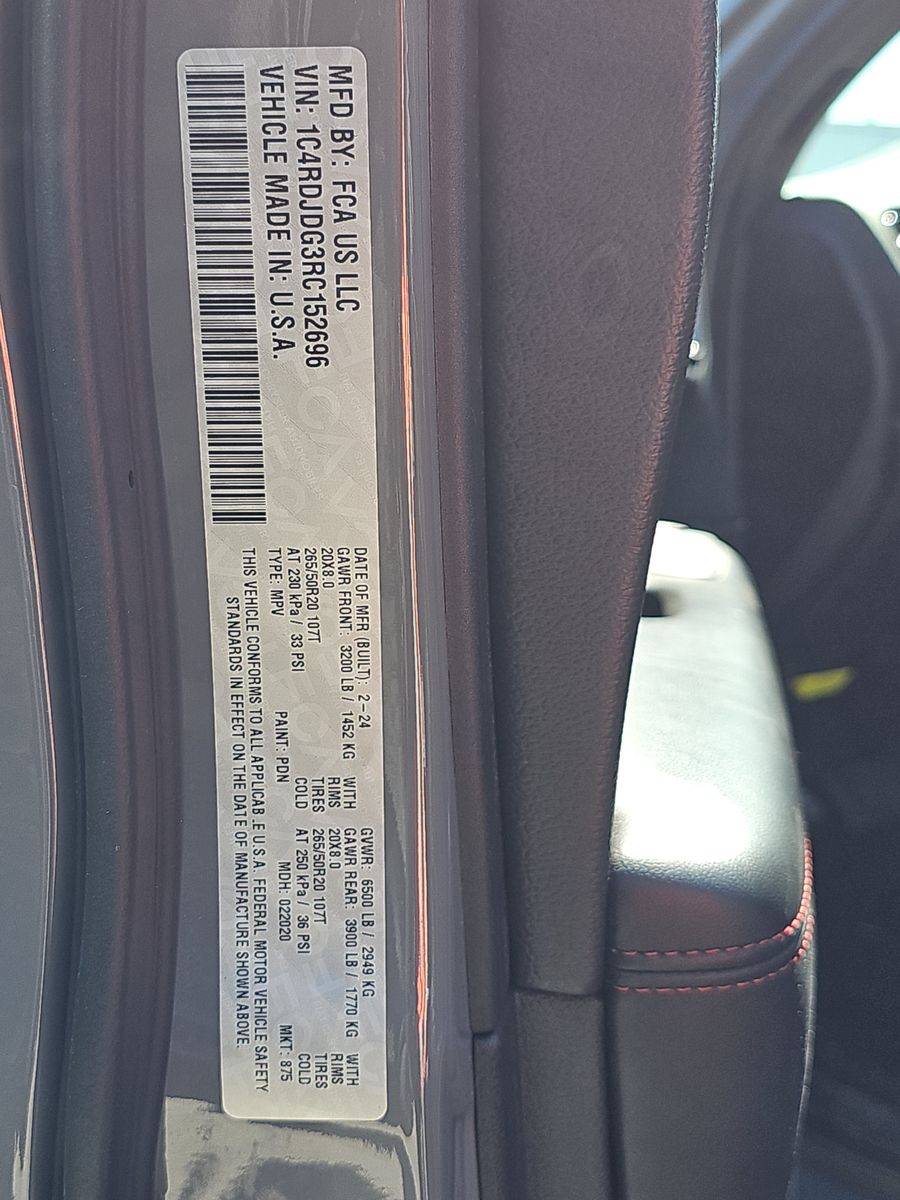 MFD BY: FCA US LLC
VIN: 1C4RDJDG3RC152696
VEHICLE MADE IN: U.S.A.
DATE OF MFR (BUILT): 2-24 GVWR: 6500 LB / 2949 KG
GAWR FRONT: 3200 LB / 1452 KG WITH GAWR REAR: 3900 LB / 1770 KG WITH
20X8.0 RIMS 20X8.0 RIMS
265/50R20 107T TIRES 265/50R20 107T TIRES
AT 230 kPa / 33 PSI COLD AT 250 kPa / 36 PSI COLD
TYPE: MPV PAINT: PDN MDH: 022020 MKT: 875
THIS VEHICLE CONFORMS TO ALL APPLICABLE U.S.A. FEDERAL MOTOR VEHICLE SAFETY
STANDARDS IN EFFECT ON THE DATE OF MANUFACTURE SHOWN ABOVE.